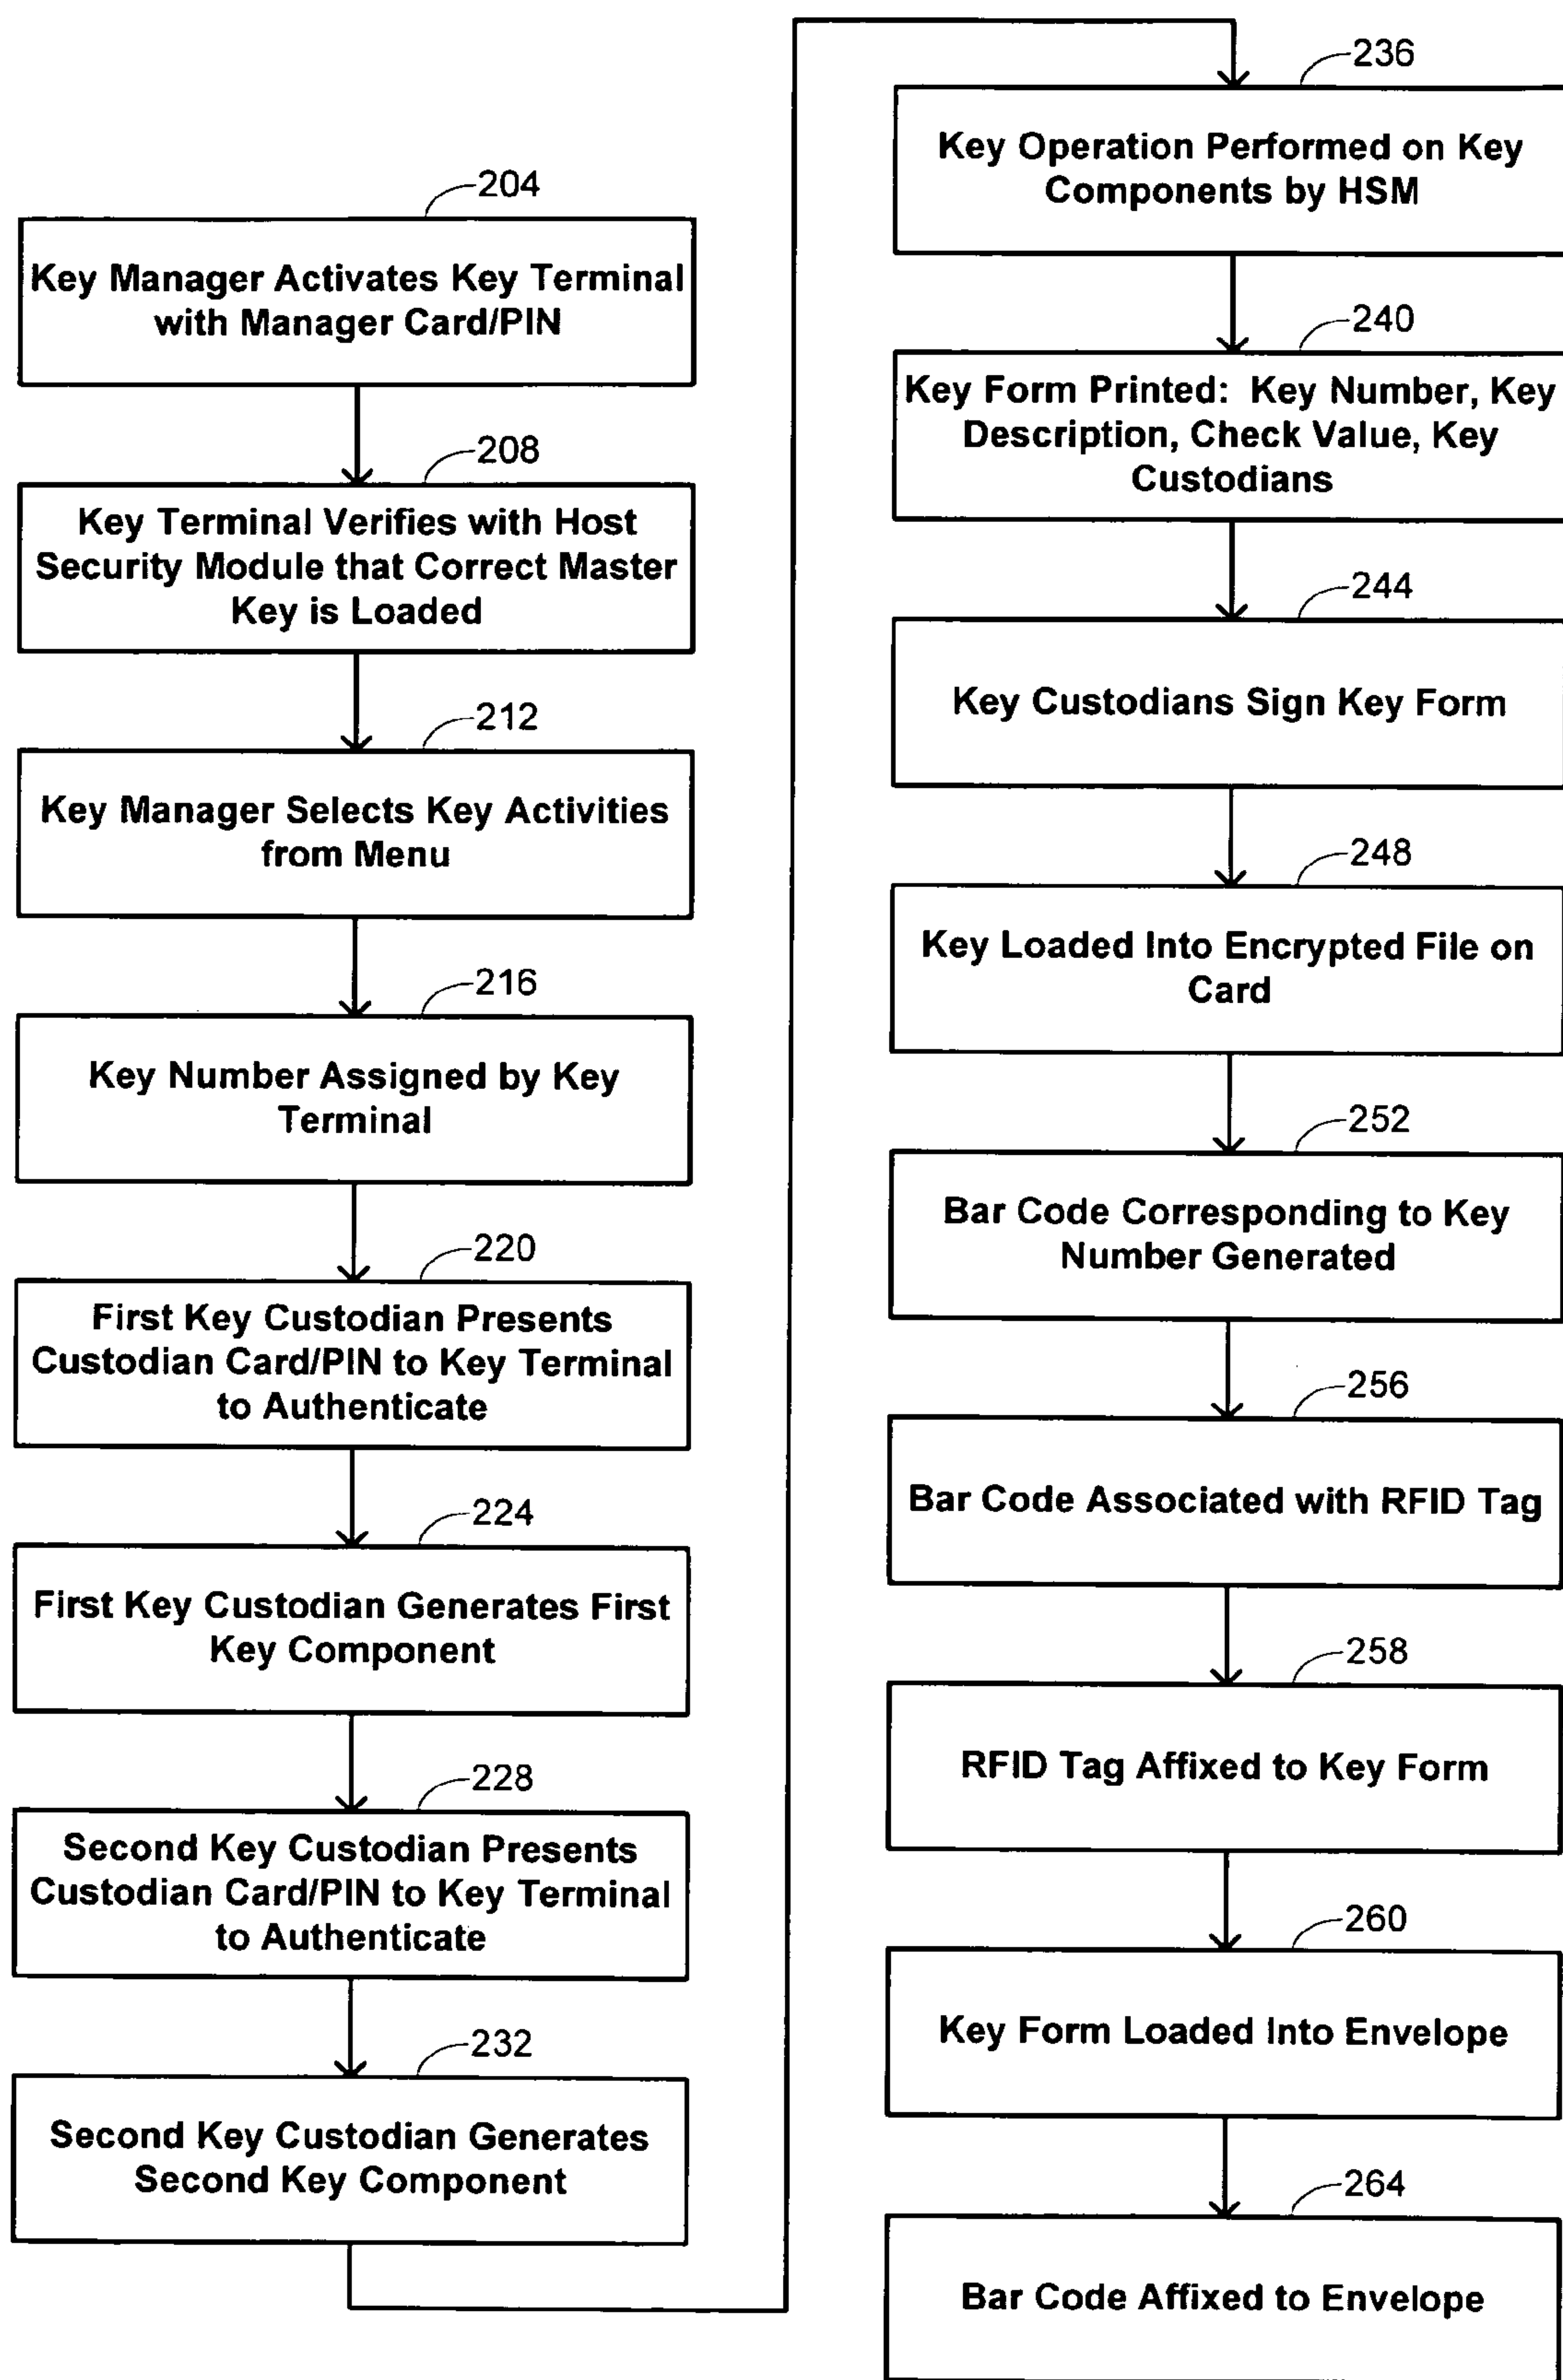 204
Key Manager Activates Key Terminal
with Manager Card/PIN
208
Key Terminal Verifies with Host
Security Module that Correct Master
Key is Loaded
212
Key Manager Selects Key Activities
from Menu
216
Key Number Assigned by Key
Terminal
220
First Key Custodian Presents
Custodian Card/PIN to Key Terminal
to Authenticate
224
First Key Custodian Generates First
Key Component
228
Second Key Custodian Presents
Custodian Card/PIN to Key Terminal
to Authenticate
232
Second Key Custodian Generates
Second Key Component
236
Key Operation Performed on Key
Components by HSM
240
Key Form Printed: Key Number, Key
Description, Check Value, Key
Custodians
244
Key Custodians Sign Key Form
248
Key Loaded Into Encrypted File on
Card
252
Bar Code Corresponding to Key
Number Generated
256
Bar Code Associated with RFID Tag
258
RFID Tag Affixed to Key Form
260
Key Form Loaded Into Envelope
264
Bar Code Affixed to Envelope